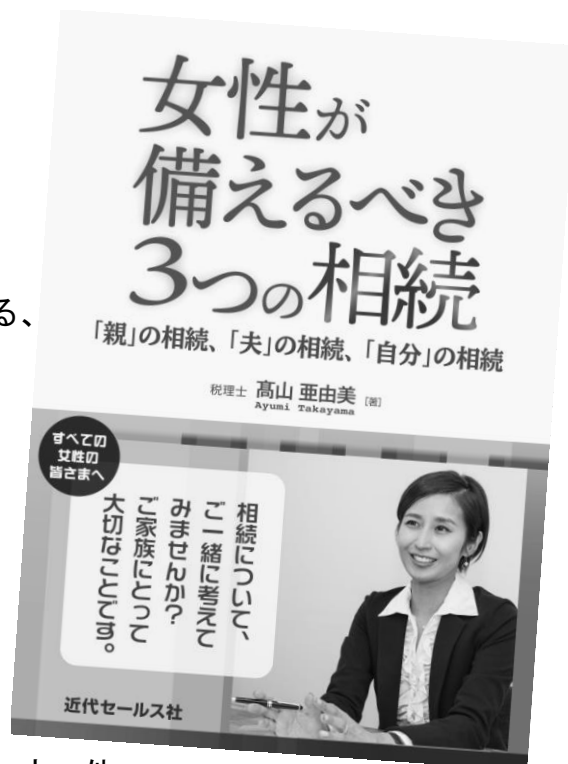 女性が
備えるべき
3つの相続
「親」の相続、「夫」の相続、「自分」の相続
税理士 髙山 亜由美 [著]
Ayumi Takayama
る、
すべての
女性の
皆さまへ
相続について、
ご一緒に考えて
みませんか?
ご家族にとって
大切なことです。
近代セールス社